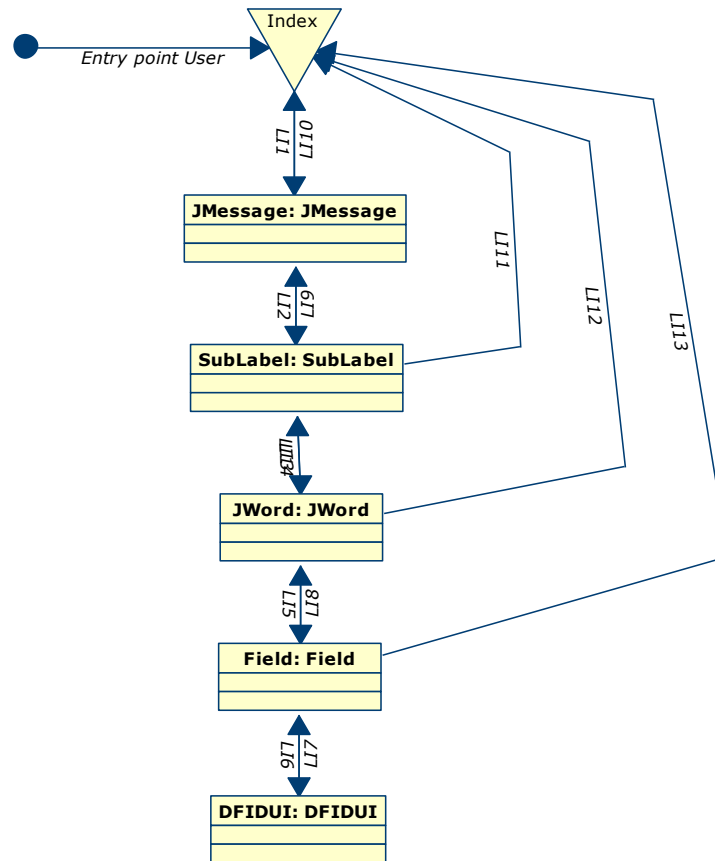 Index
Entry point User
LI10
LI1
JMessage: JMessage
LI11
LI9
LI2
LI12
LI13
SubLabel: SubLabel
JWord: JWord
LI8
LI5
Field: Field
LI7
LI6
DFIDUI: DFIDUI